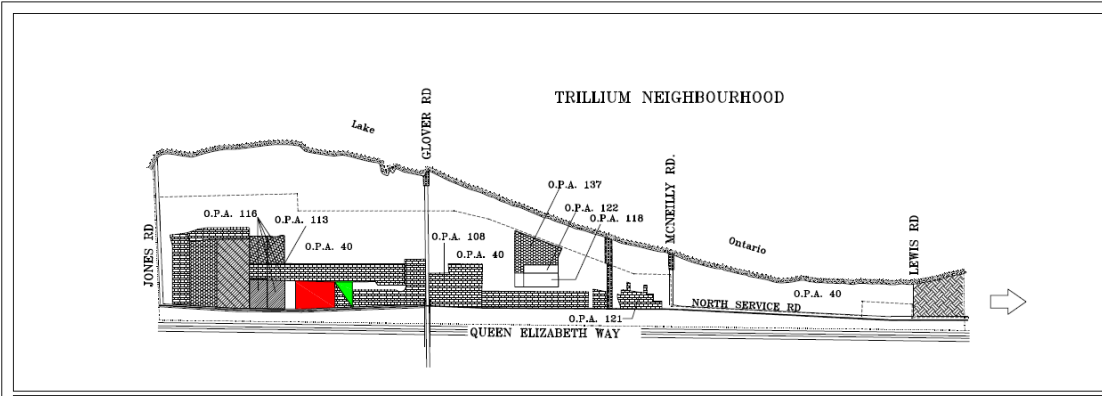 TRILLIUM NEIGHBOURHOOD
Lake
GLOVER RD
O.P.A. 137
O.P.A. 122
O.P.A. 118
O.P.A. 116
O.P.A. 113
O.P.A. 40
O.P.A. 108
O.P.A. 40
MCNEILLY RD.
Ontario
LEWIS RD
JONES RD
O.P.A. 40
NORTH SERVICE RD
O.P.A. 121
QUEEN ELIZABETH WAY